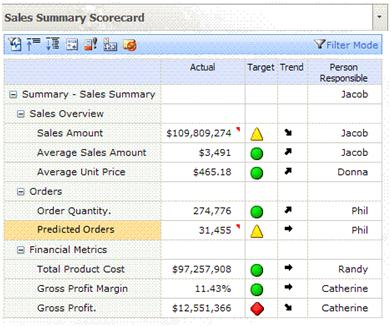 Sales Summary Scorecard
Filter Mode
Actual Target Trend Person Responsible
Summary - Sales Summary Jacob
Sales Overview
Sales Amount $109,809,274 Jacob
Average Sales Amount $3,491 Jacob
Average Unit Price $465.18 Donna
Orders
Order Quantity. 274,776 Phil
Predicted Orders 31,455 Phil
Financial Metrics
Total Product Cost $97,257,908 Randy
Gross Profit Margin 11.43% Catherine
Gross Profit. $12,551,366 Catherine